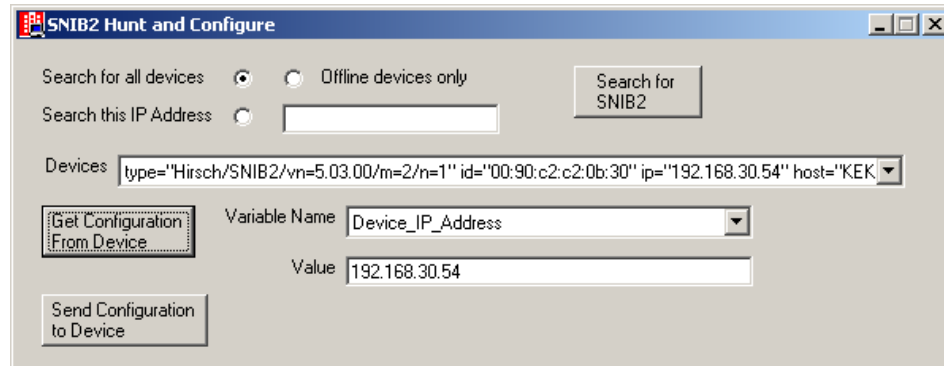 SNIB2 Hunt and Configure
Search for all devices Offline devices only
Search for
SNIB2
Search this IP Address
Devices type="Hirsch/SNIB2/vn=5.03.00/m=2/n=1" id="00:90:c2:c2:0b:30" ip="192.168.30.54" host="KEK
Get Configuration
From Device
Variable Name Device_IP_Address
Value 192.168.30.54
Send Configuration
to Device